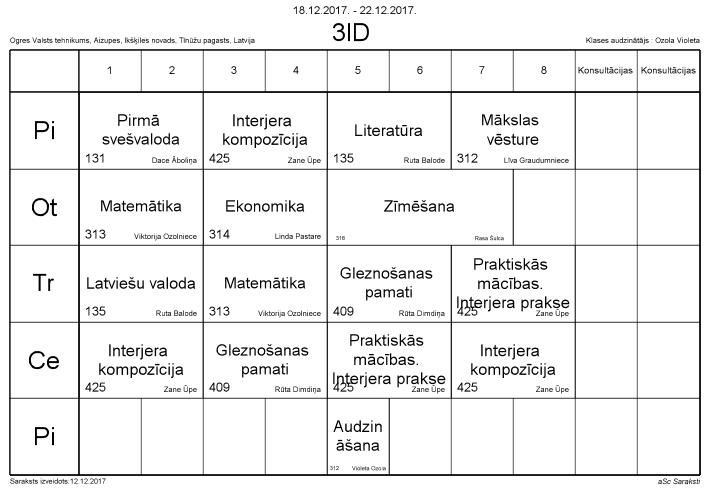 18.12.2017. - 22.12.2017.
Ogres Valsts tehnikums, Aizupes, Ikšķiles novads, Tīnūžu pagasts, Latvija
3ID
Klases audzinātājs : Ozola Violeta
1 2 3 4 5 6 7 8 Konsultācijas Konsultācijas
Pi
Pirmā
svešvaloda
131 Dace Āboliņa
Interjera
kompozīcija
425 Zane Ūpe
Literatūra
135 Ruta Balode
Mākslas
vēsture
312 Līva Graudumniece
Ot
Matemātika
313 Viktorija Ozolniece
Ekonomika
314 Linda Pastare
Zīmēšana
316 Rasa Šulca
Tr
Latviešu valoda
135 Ruta Balode
Matemātika
313 Viktorija Ozolniece
Gleznošanas
pamati
409 Rūta Dimdiņa
Praktiskās
mācības.
Interjera prakse
425 Zane Ūpe
Ce
Interjera
kompozīcija
425 Zane Ūpe
Gleznošanas
pamati
409 Rūta Dimdiņa
Praktiskās
mācības.
Interjera prakse
425 Zane Ūpe
Interjera
kompozīcija
425 Zane Ūpe
Pi
Audzin
āšana
312 Violeta Ozola
Saraksts izveidots:12.12.2017
aSc Saraksti